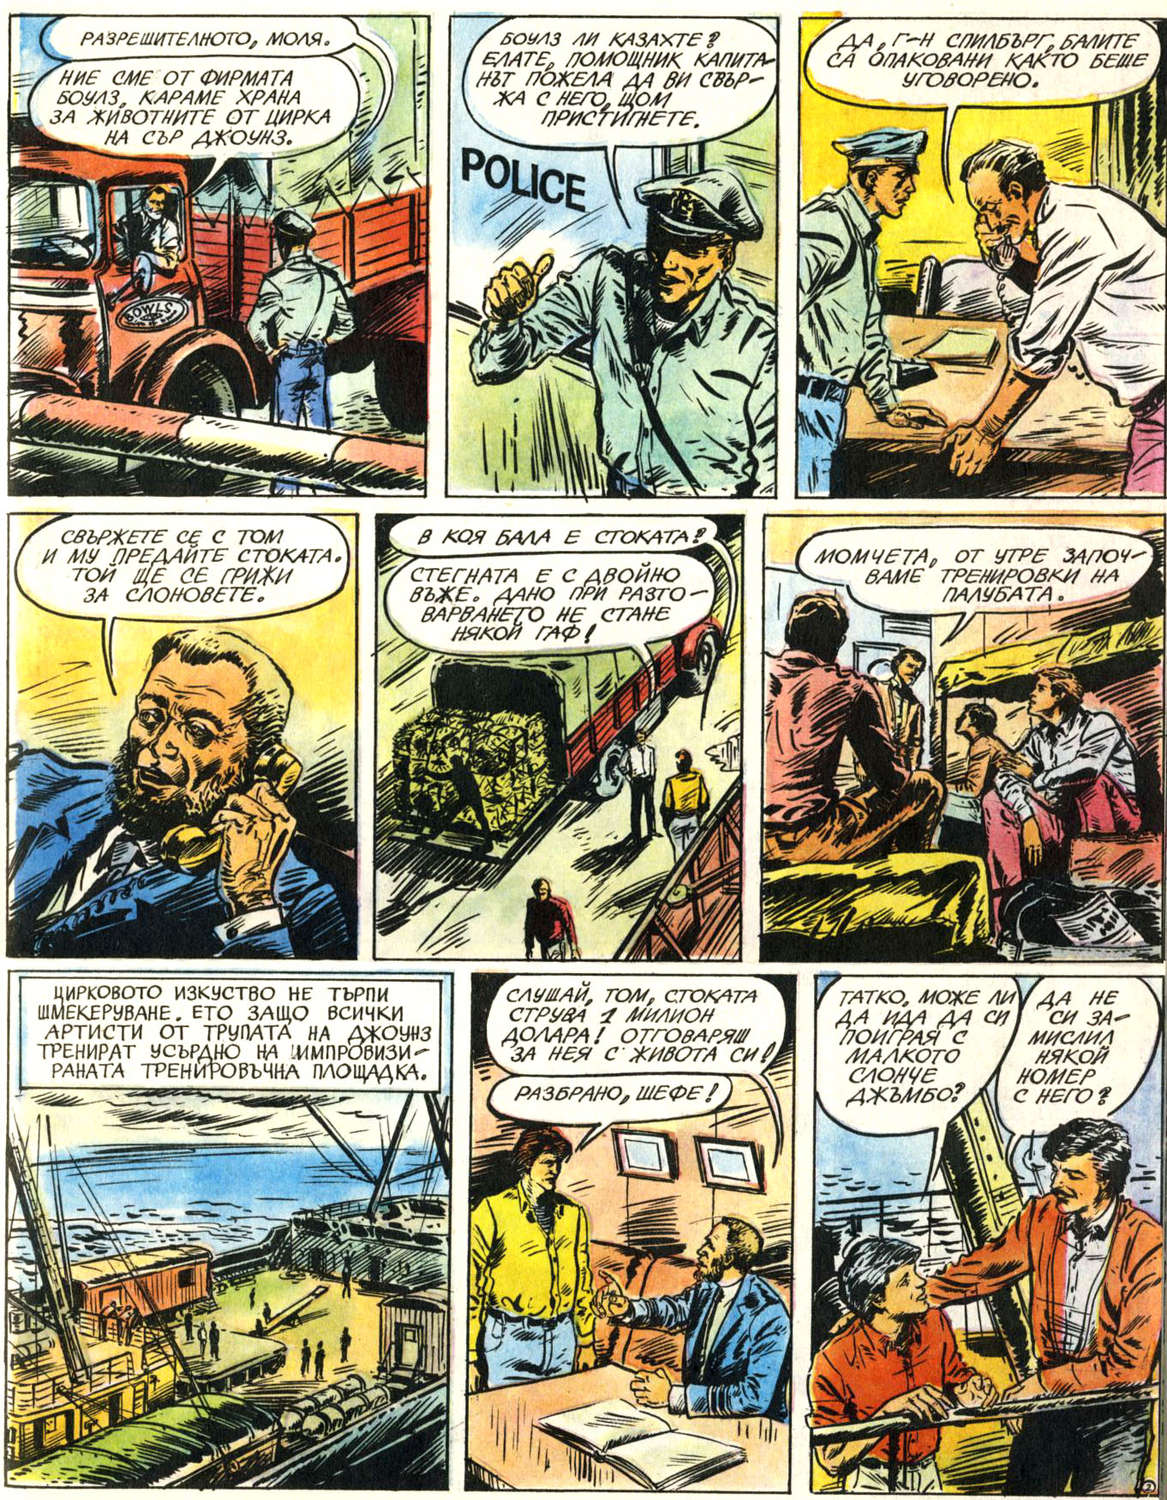 РАЗРЕШИТЕЛНОТО, МОЛЯ.
НИЕ СМЕ ОТ ФИРМАТА
БОУЛЗ, КАРАМЕ ХРАНА
ЗА ЖИВОТНИТЕ ОТ ЦИРКА
НА СЪР ДЖОУНЗ.
БОУЛЗ ЛИ КАЗАХТЕ?
ЕЛАТЕ, ПОМОЩНИК КАПИТА-
НЪТ ПОЖЕЛА ДА ВИ СВЪР-
ЖА С НЕГО, ЩОМ
ПРИСТИГНЕТЕ.
POLICE
ДА, Г-Н СПИЛБЪРГ, БАЛИТЕ
СА ОПАКОВАНИ КАКТО БЕШЕ
УГОВОРЕНО.
СВЪРЖЕТЕ СЕ С ТОМ
И МУ ПРЕДАЙТЕ СТОКАТА.
ТОЙ ЩЕ СЕ ГРИЖИ
ЗА СЛОНОВЕТЕ.
В КОЯ БАЛА Е СТОКАТА?
СТЕГНАТА Е С ДВОЙНО
ВЪЖЕ. ДАНО ПРИ РАЗТО-
ВАРВАНЕТО НЕ СТАНЕ
НЯКОЙ ГАФ!
МОМЧЕТА, ОТ УТРЕ ЗАПОЧ-
ВАМЕ ТРЕНИРОВКИ НА
ПАЛУБАТА.
ЦИРКОВОТО ИЗКУСТВО НЕ ТЪРПИ
ШМЕКЕРУВАНЕ. ЕТО ЗАЩО ВСИЧКИ
АРТИСТИ ОТ ТРУПАТА НА ДЖОУНЗ
ТРЕНИРАТ УСЪРДНО НА ИМПРОВИЗИ-
РАНАТА ТРЕНИРОВЪЧНА ПЛОЩАДКА.
СЛУШАЙ, ТОМ, СТОКАТА
СТРУВА 1 МИЛИОН
ДОЛАРА! ОТГОВАРЯШ
ЗА НЕЯ С ЖИВОТА СИ!
РАЗБРАНО, ШЕФЕ!
ТАТКО, МОЖЕ ЛИ
ДА ИДА ДА СИ
ПОИГРАЯ С
МАЛКОТО
СЛОНЧЕ
ДЖЪМБО?
ДА НЕ
СИ ЗА-
МИСЛИЛ
НЯКОЙ
НОМЕР
С НЕГО?
2